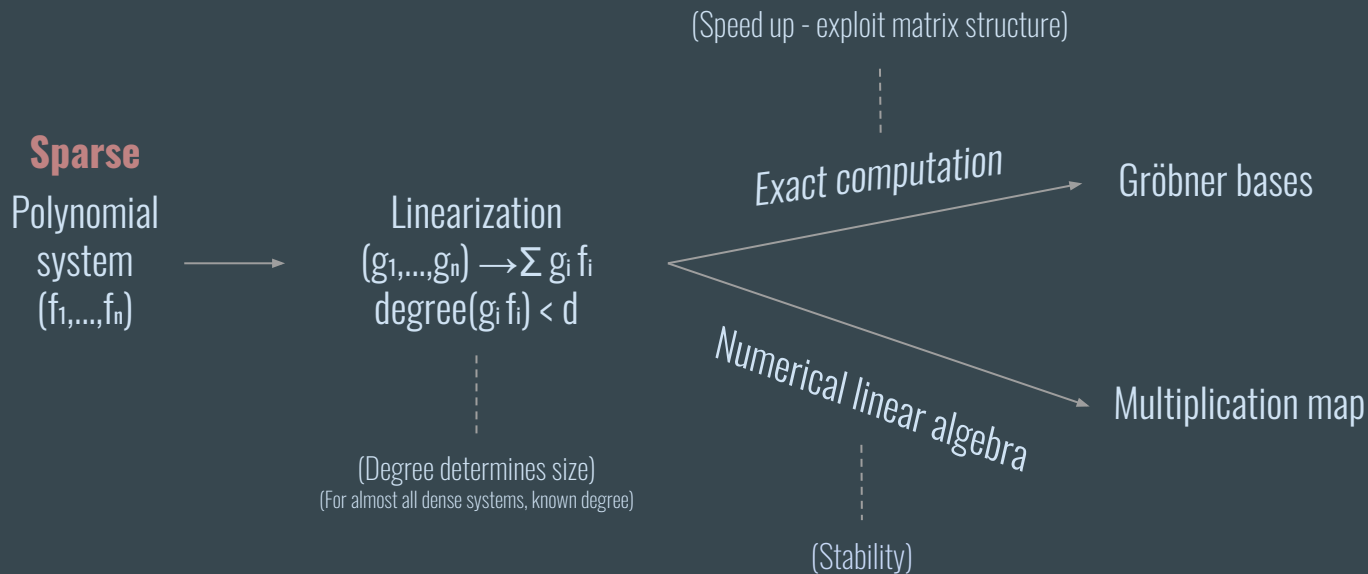 (Speed up - exploit matrix structure)
Sparse
Polynomial
system
(f₁,...,fₙ)
Linearization
(g₁,...,gₙ) → Σ gᵢ fᵢ
degree(gᵢ fᵢ) < d
(Degree determines size)
(For almost all dense systems, known degree)
Exact computation
Gröbner bases
Numerical linear algebra
Multiplication map
(Stability)